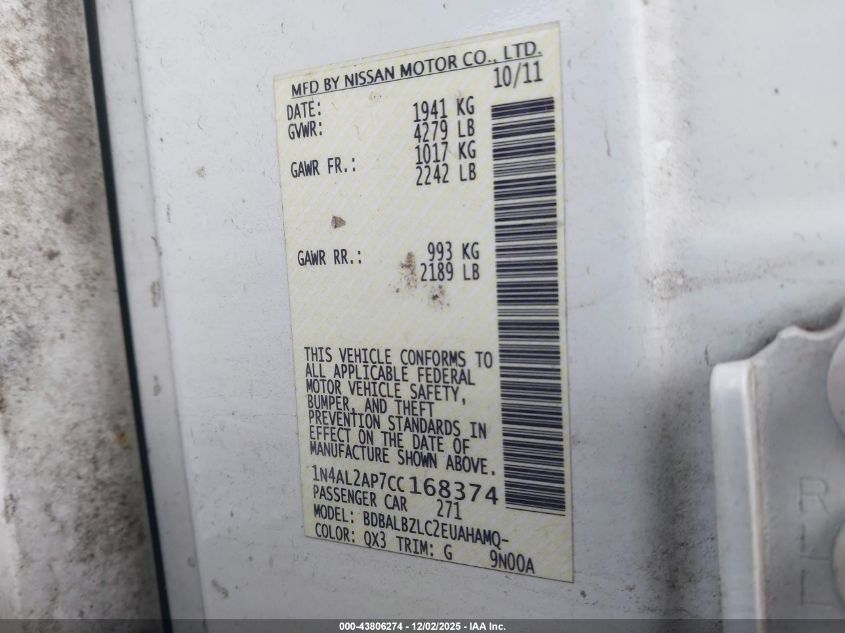 MFD BY NISSAN MOTOR CO., LTD.
DATE: 10/11
GVWR: 1941 KG
4279 LB
GAWR FR.: 1017 KG
2242 LB
GAWR RR.: 993 KG
2189 LB
THIS VEHICLE CONFORMS TO
ALL APPLICABLE FEDERAL
MOTOR VEHICLE SAFETY,
BUMPER, AND THEFT
PREVENTION STANDARDS IN
EFFECT ON THE DATE OF
MANUFACTURE SHOWN ABOVE.
1N4AL2AP7CC168374
PASSENGER CAR 271
MODEL: BDBALBZLC2EUAHAMQ-
COLOR: QX3 TRIM: G 9N00A
000-43806274 - 12/02/2025 - IAA Inc.